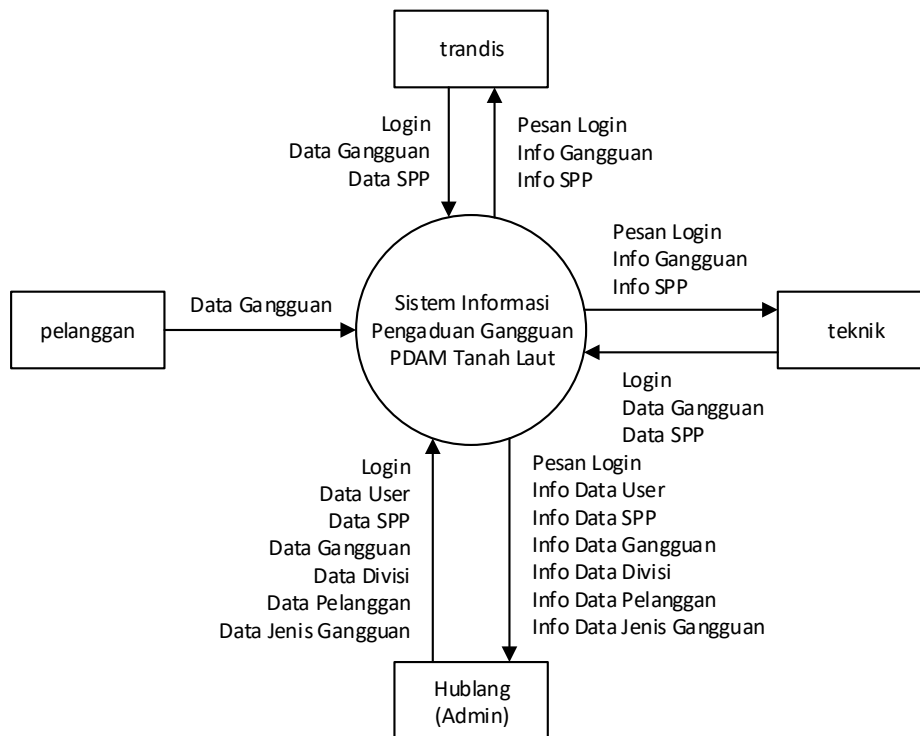 trandis
Login
Data Gangguan
Data SPP
Pesan Login
Info Gangguan
Info SPP
Pesan Login
Info Gangguan
Info SPP
pelanggan
Data Gangguan
Sistem Informasi
Pengaduan Gangguan
PDAM Tanah Laut
teknik
Login
Data Gangguan
Data SPP
Login
Data User
Data SPP
Data Gangguan
Data Divisi
Data Pelanggan
Data Jenis Gangguan
Pesan Login
Info Data User
Info Data SPP
Info Data Gangguan
Info Data Divisi
Info Data Pelanggan
Info Data Jenis Gangguan
Hublang
(Admin)